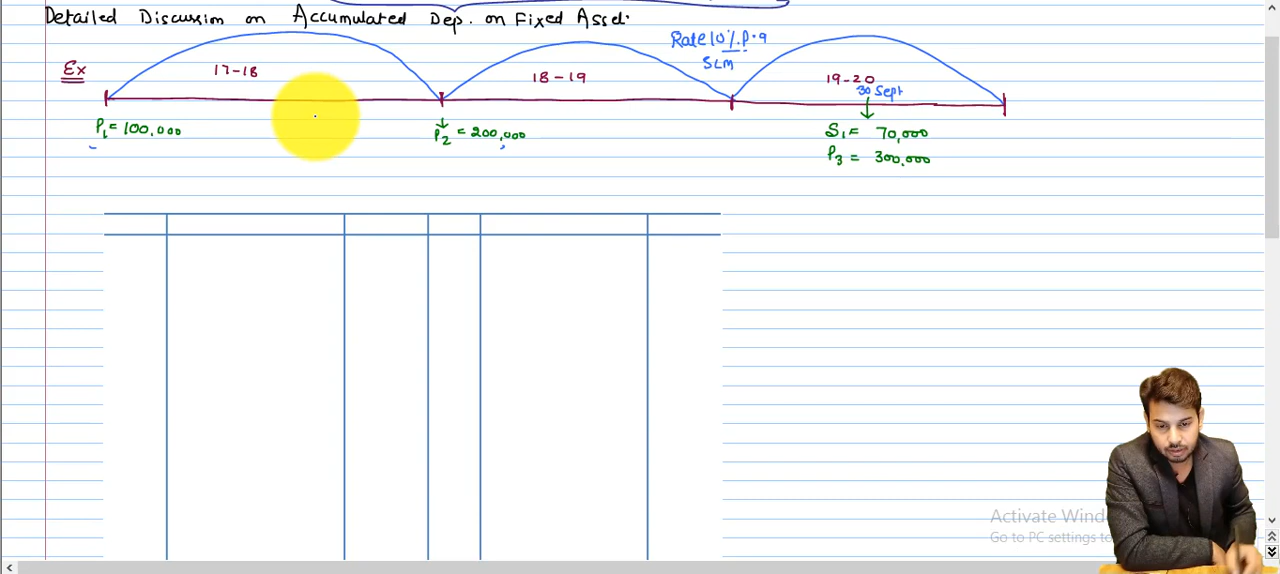 Detailed Discussion on Accumulated Dep. on Fixed Asset.
Rate 10% P.a
SLM
Ex
17-18
18-19
19-20
30 Sept
P1 = 100,000
P2 = 200,000
S1 = 70,000
P3 = 300,000
Activate Wind
Go to PC settings to